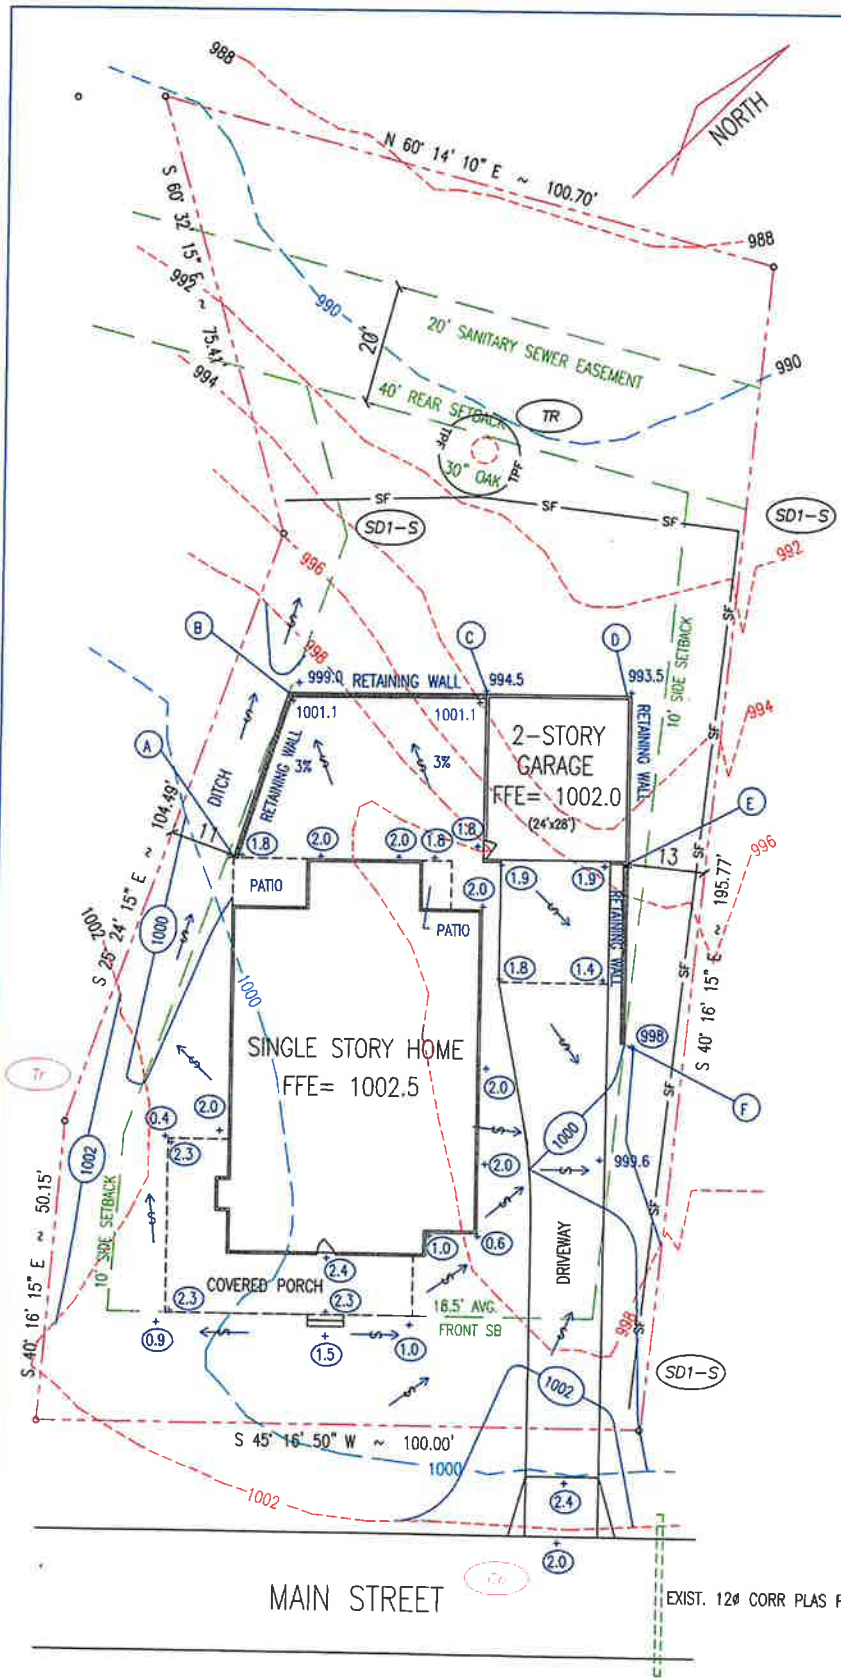 988
NORTH
N 60° 14' 10" E ~ 100.70'
988
S 60° 32' 15" E ~ 75.47'
992
990
20'
20' SANITARY SEWER EASEMENT
990
994
40' REAR SETBACK
TR
TPF
TPF
30" OAK
SF
SF
SF
SD1-S
SD1-S
996
992
SF
B
998
C
D
10' SIDE SETBACK
999.0
RETAINING WALL
994.5
993.5
S
1001.1
1001.1
S
2-STORY
GARAGE
FFE= 1002.0
(24'x28')
RETAINING WALL
994
SF
A
DITCH
RETAINING WALL
3%
S
S
3%
E
11
1.8
2.0
2.0
1.8
1.8
13
996
SF
S 25° 24' 15" E ~ 104.49'
PATIO
1.9
1.9
2.0
S
RETAINING WALL
PATIO
1002
1000
S
1000
1.8
1.4
SF
S 40° 16' 15" E ~ 195.77'
SINGLE STORY HOME
FFE= 1002.5
S
998
Tr
S
2.0
SF
F
0.4
2.0
1000
2.3
S
1002
2.0
S
999.6
S 40° 16' 15" E ~ 50.15'
10' SIDE SETBACK
S
S
SF
1.0
0.6
DRIVEWAY
2.4
COVERED PORCH
S
2.3
2.3
18.5' AVG.
FRONT SB
998
SF
0.9
S
1.5
S
1.0
S
SD1-S
S
1002
S 45° 16' 50" W ~ 100.00'
1000
1002
2.4
2.0
Co
MAIN STREET
EXIST. 12ø CORR PLAS